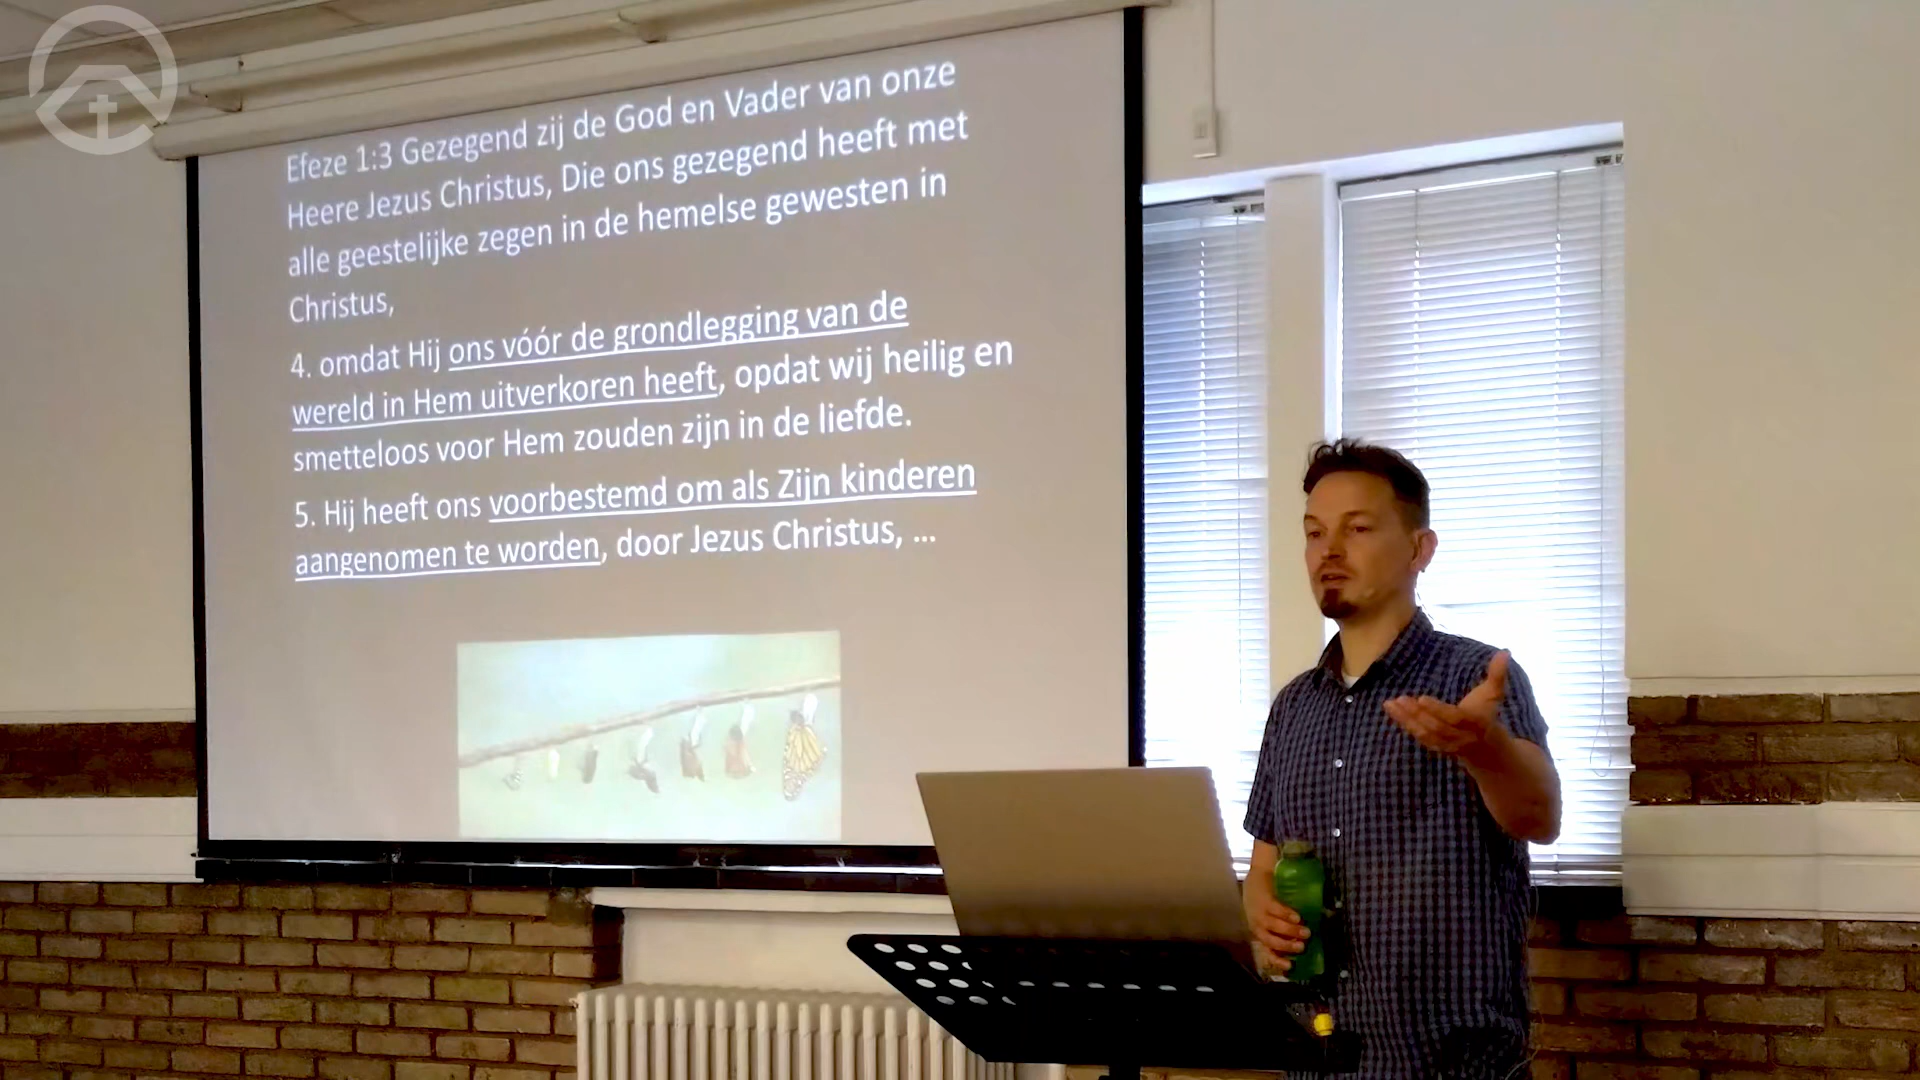 Efeze 1:3 Gezegend zij de God en Vader van onze
Heere Jezus Christus, Die ons gezegend heeft met
alle geestelijke zegen in de hemelse gewesten in
Christus,
4. omdat Hij ons vóór de grondlegging van de
wereld in Hem uitverkoren heeft, opdat wij heilig en
smetteloos voor Hem zouden zijn in de liefde.
5. Hij heeft ons voorbestemd om als Zijn kinderen
aangenomen te worden, door Jezus Christus, ...